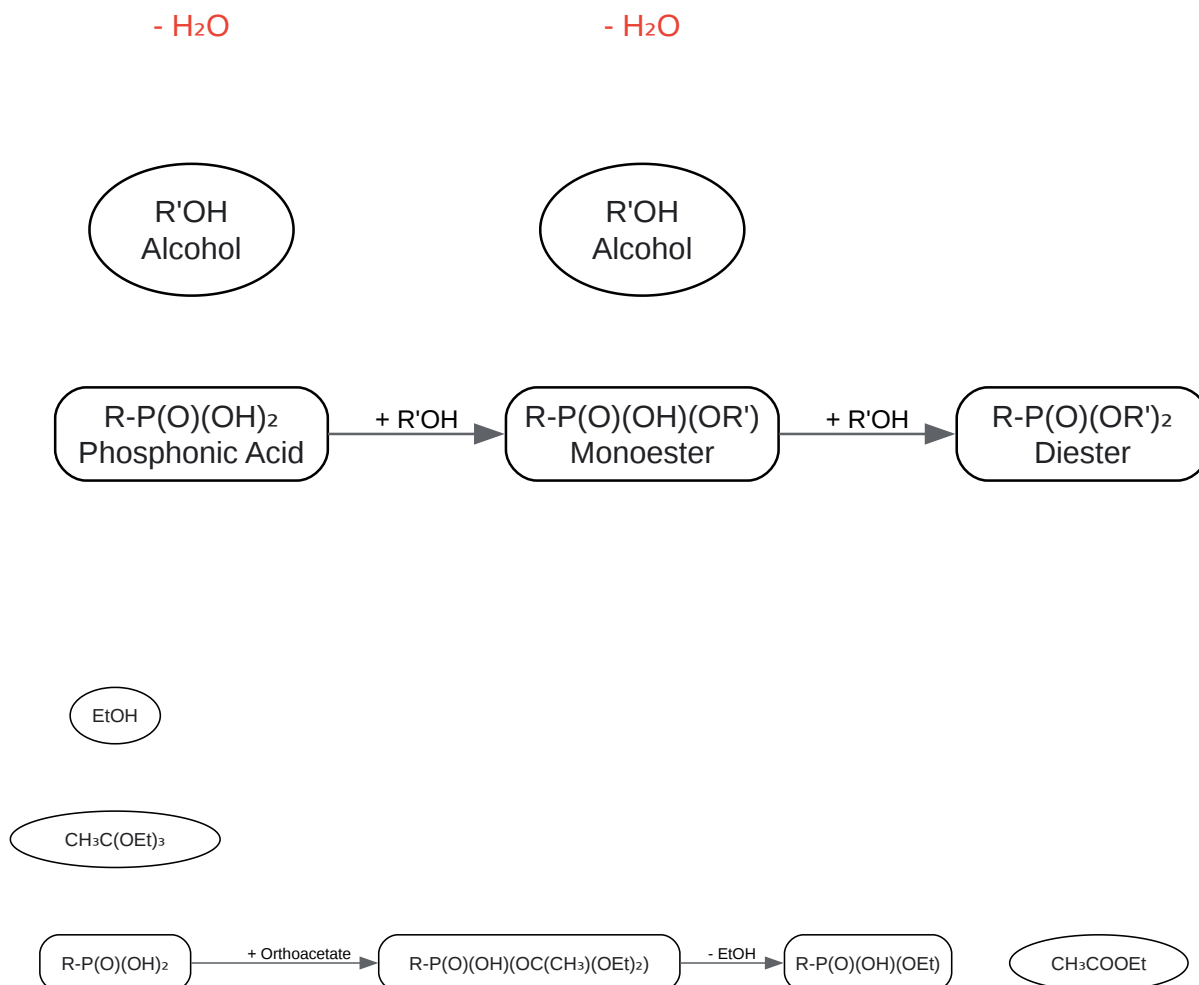 - H₂O
- H₂O
R'OH
Alcohol
R'OH
Alcohol
R-P(O)(OH)₂
Phosphonic Acid
+ R'OH
R-P(O)(OH)(OR')
Monoester
+ R'OH
R-P(O)(OR')₂
Diester
EtOH
CH₃C(OEt)₃
R-P(O)(OH)₂
+ Orthoacetate
R-P(O)(OH)(OC(CH₃)(OEt)₂)
- EtOH
R-P(O)(OH)(OEt)
CH₃COOEt